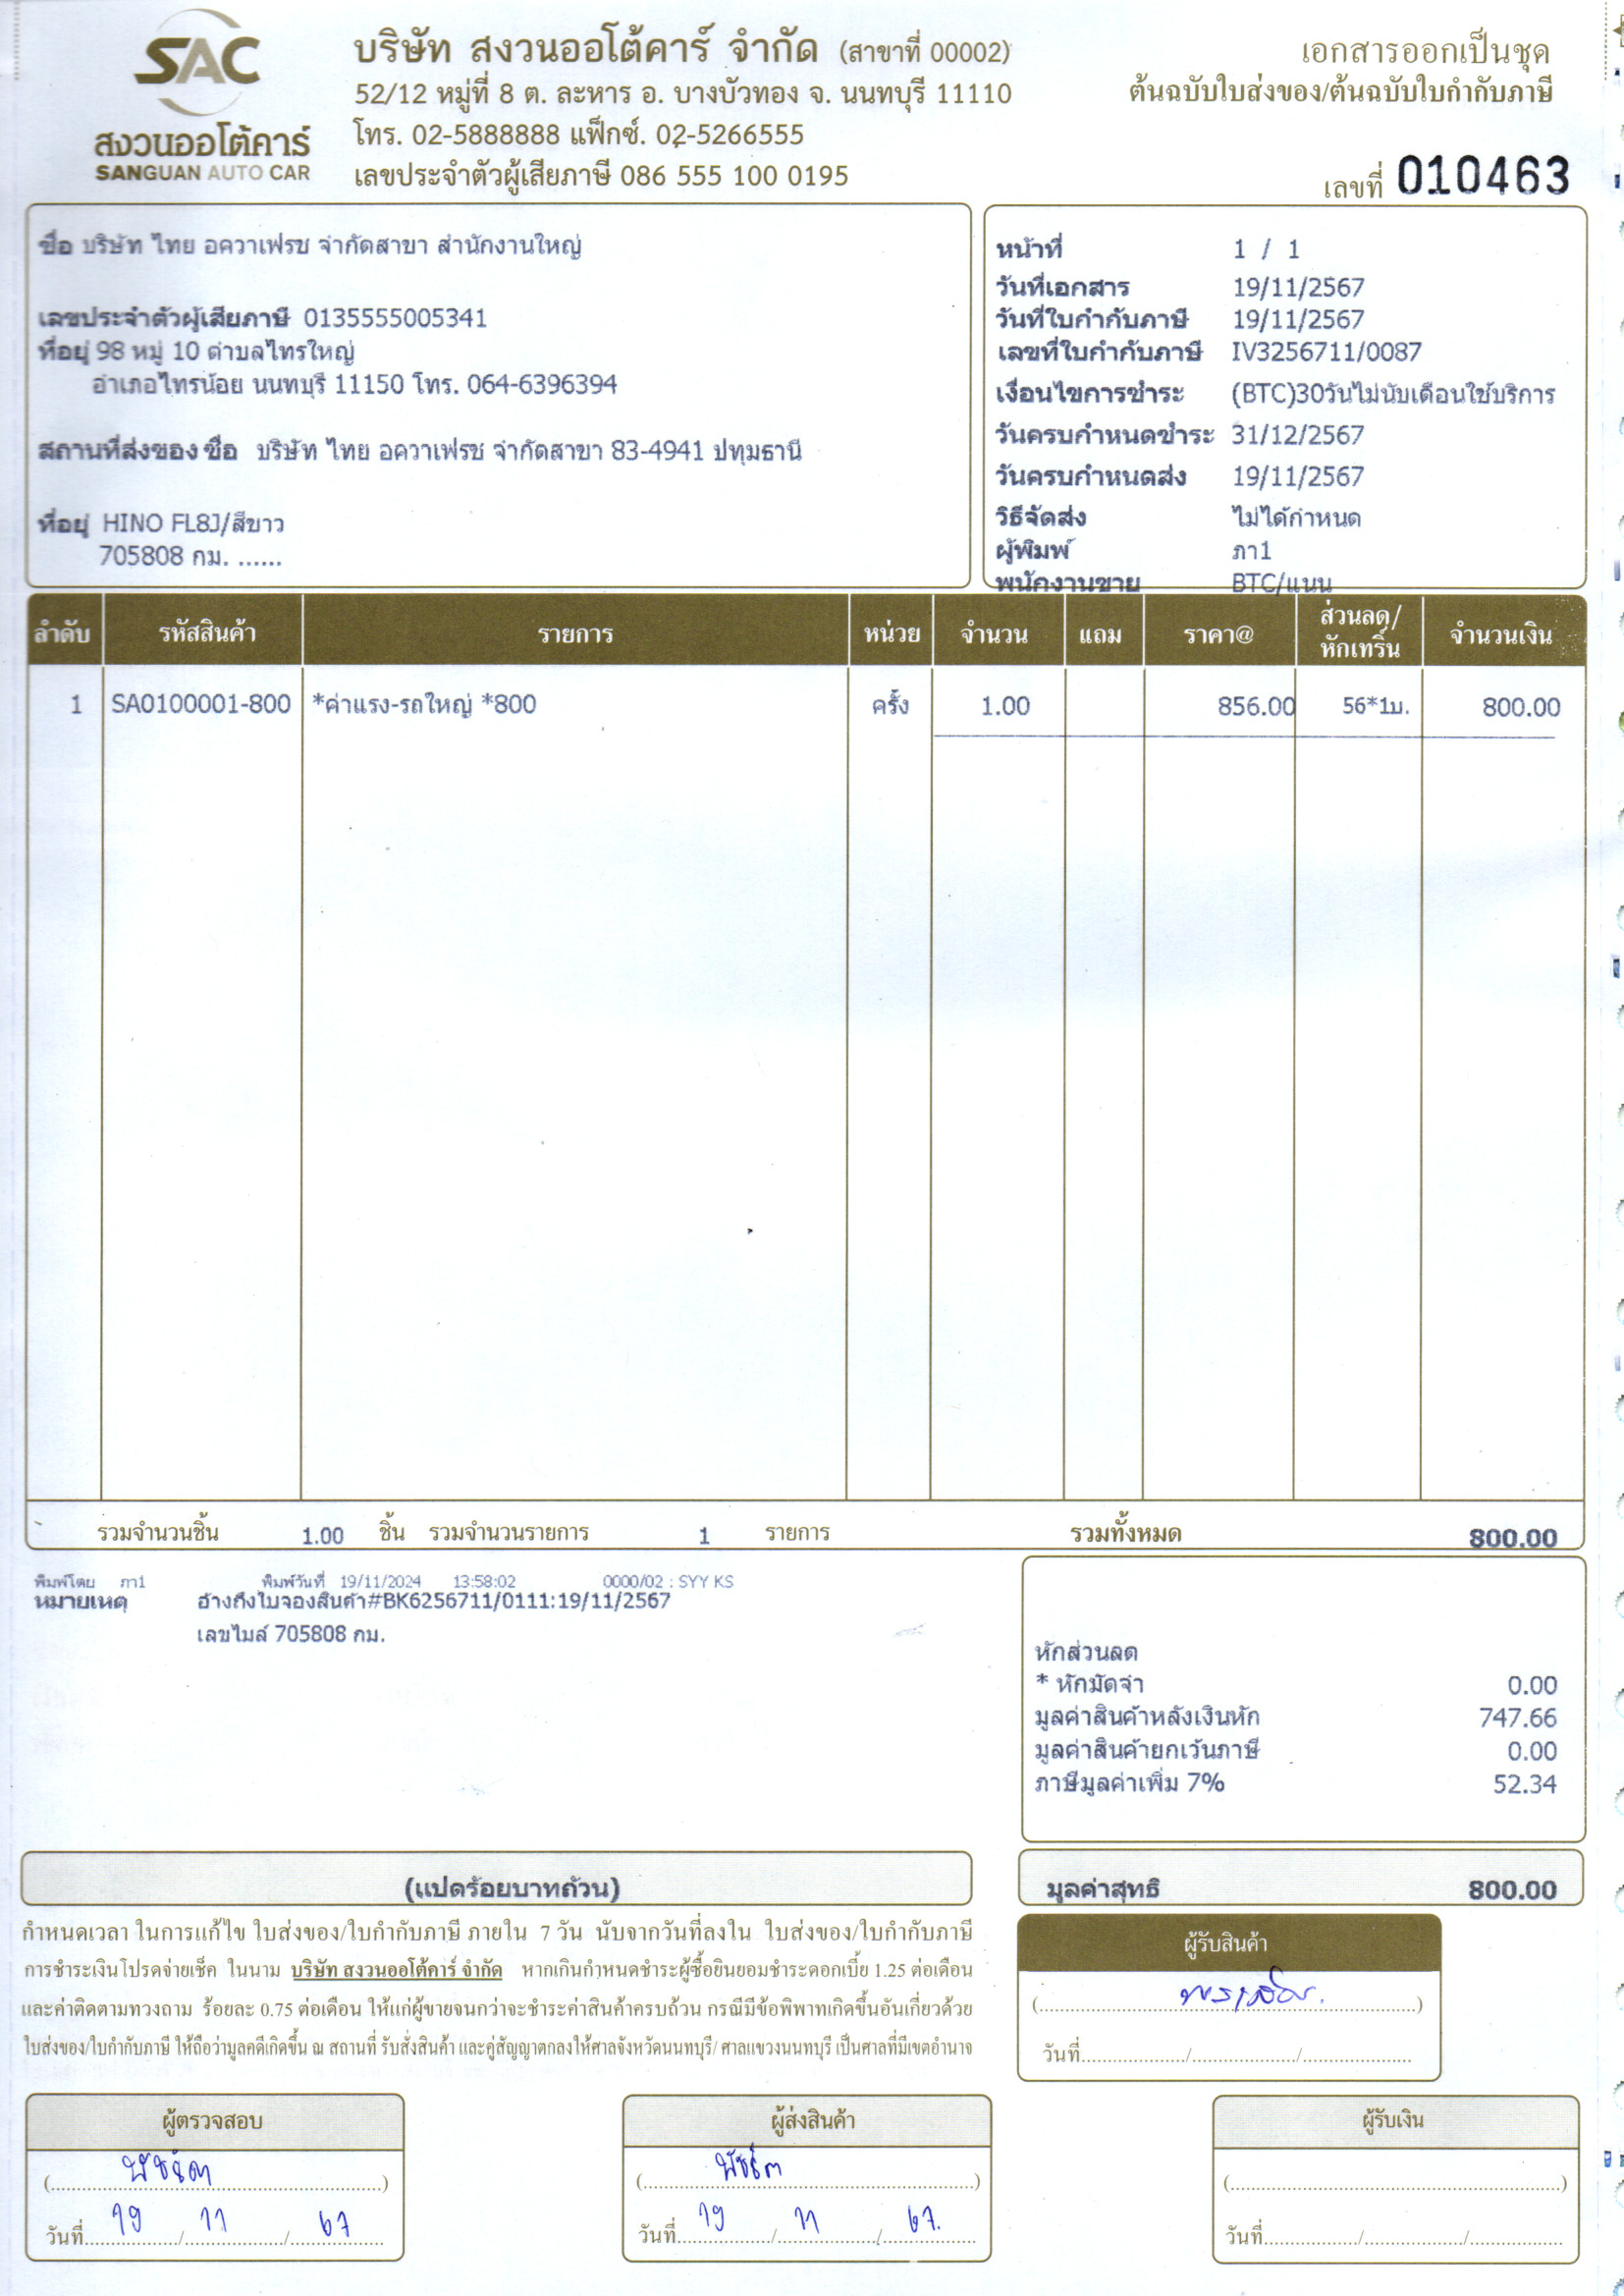 SAC
สงวนออโต้คาร์
SANGUAN AUTO CAR
บริษัท สงวนออโต้คาร์ จำกัด (สาขาที่ 00002)
52/12 หมู่ที่ 8 ต. ละหาร อ. บางบัวทอง จ. นนทบุรี 11110
โทร. 02-5888888 แฟ็กซ์. 02-5266555
เลขประจำตัวผู้เสียภาษี 086 555 100 0195
เอกสารออกเป็นชุด
ต้นฉบับใบส่งของ/ต้นฉบับใบกำกับภาษี
เลขที่ 010463
ชื่อ บริษัท ไทย อควาเฟรช จำกัดสาขา สำนักงานใหญ่
เลขประจำตัวผู้เสียภาษี 0135555005341
ที่อยู่ 98 หมู่ 10 ตำบลไทรใหญ่
อำเภอไทรน้อย นนทบุรี 11150 โทร. 064-6396394
สถานที่ส่งของ ชื่อ บริษัท ไทย อควาเฟรช จำกัดสาขา 83-4941 ปทุมธานี
ที่อยู่ HINO FL8J/สีขาว
705808 กม. ......
หน้าที่ 1 / 1
วันที่เอกสาร 19/11/2567
วันที่ใบกำกับภาษี 19/11/2567
เลขที่ใบกำกับภาษี IV3256711/0087
เงื่อนไขการชำระ (BTC)30วันไม่นับเดือนใช้บริการ
วันครบกำหนดชำระ 31/12/2567
วันครบกำหนดส่ง 19/11/2567
วิธีจัดส่ง ไม่ได้กำหนด
ผู้พิมพ์ ภา1
พนักงานขาย BTC/แนน
ลำดับ รหัสสินค้า รายการ หน่วย จำนวน แถม ราคา@ ส่วนลด/หักเทริ์น จำนวนเงิน
1 SA0100001-800 *ค่าแรง-รถใหญ่ *800 ครั้ง 1.00 856.00 56*1บ. 800.00
รวมจำนวนชิ้น 1.00 ชิ้น รวมจำนวนรายการ 1 รายการ รวมทั้งหมด 800.00
พิมพ์โดย ภา1 พิมพ์วันที่ 19/11/2024 13:58:02 0000/02 : SYY KS
หมายเหตุ อ้างถึงใบจองสินค้า#BK6256711/0111:19/11/2567
เลขไมล์ 705808 กม.
หักส่วนลด
* หักมัดจำ 0.00
มูลค่าสินค้าหลังเงินหัก 747.66
มูลค่าสินค้ายกเว้นภาษี 0.00
ภาษีมูลค่าเพิ่ม 7% 52.34
(แปดร้อยบาทถ้วน)
มูลค่าสุทธิ 800.00
กำหนดเวลา ในการแก้ไข ใบส่งของ/ใบกำกับภาษี ภายใน 7 วัน นับจากวันที่ลงใน ใบส่งของ/ใบกำกับภาษี
การชำระเงินโปรดจ่ายเช็ค ในนาม บริษัท สงวนออโต้คาร์ จำกัด หากเกินกำหนดชำระผู้ซื้อยินยอมชำระดอกเบี้ย 1.25 ต่อเดือน
และค่าติดตามทวงถาม ร้อยละ 0.75 ต่อเดือน ให้แก่ผู้ขายจนกว่าจะชำระค่าสินค้าครบถ้วน กรณีมีข้อพิพาทเกิดขึ้นอันเกี่ยวด้วย
ใบส่งของ/ใบกำกับภาษี ให้ถือว่ามูลคดีเกิดขึ้น ณ สถานที่ รับสั่งสินค้า และคู่สัญญาตกลงให้ศาลจังหวัดนนทบุรี/ ศาลแขวงนนทบุรี เป็นศาลที่มีเขตอำนาจ
ผู้รับสินค้า
วันที่......../......../........
ผู้ตรวจสอบ
วันที่ 19 / 11 / 67
ผู้ส่งสินค้า
วันที่ 19 / 11 / 67.
ผู้รับเงิน
วันที่......../......../........